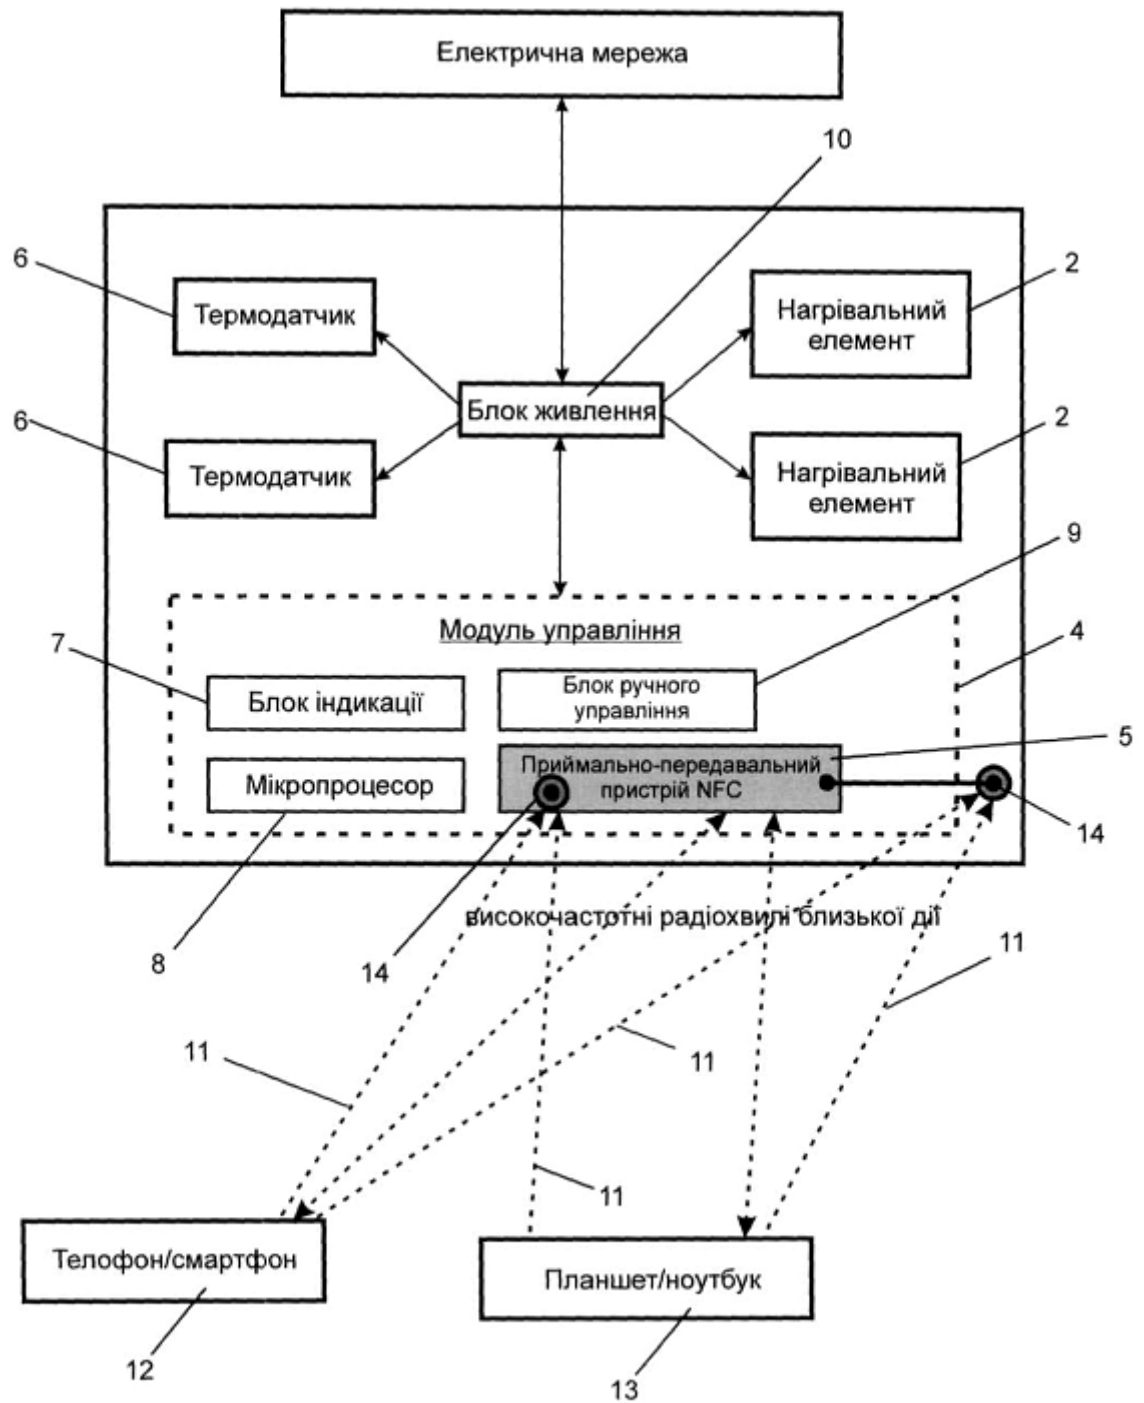 Електрична мережа
10
6
Термодатчик
2
Нагрівальний
елемент
Блок живлення
6
Термодатчик
2
Нагрівальний
елемент
9
Модуль управління
7
4
Блок індикації
Блок ручного
управління
5
Мікропроцесор
Приймально-передавальний
пристрій NFC
14
високочастотні радіохвилі близької дії
8
14
11
11
11
11
Телофон/смартфон
Планшет/ноутбук
12
13